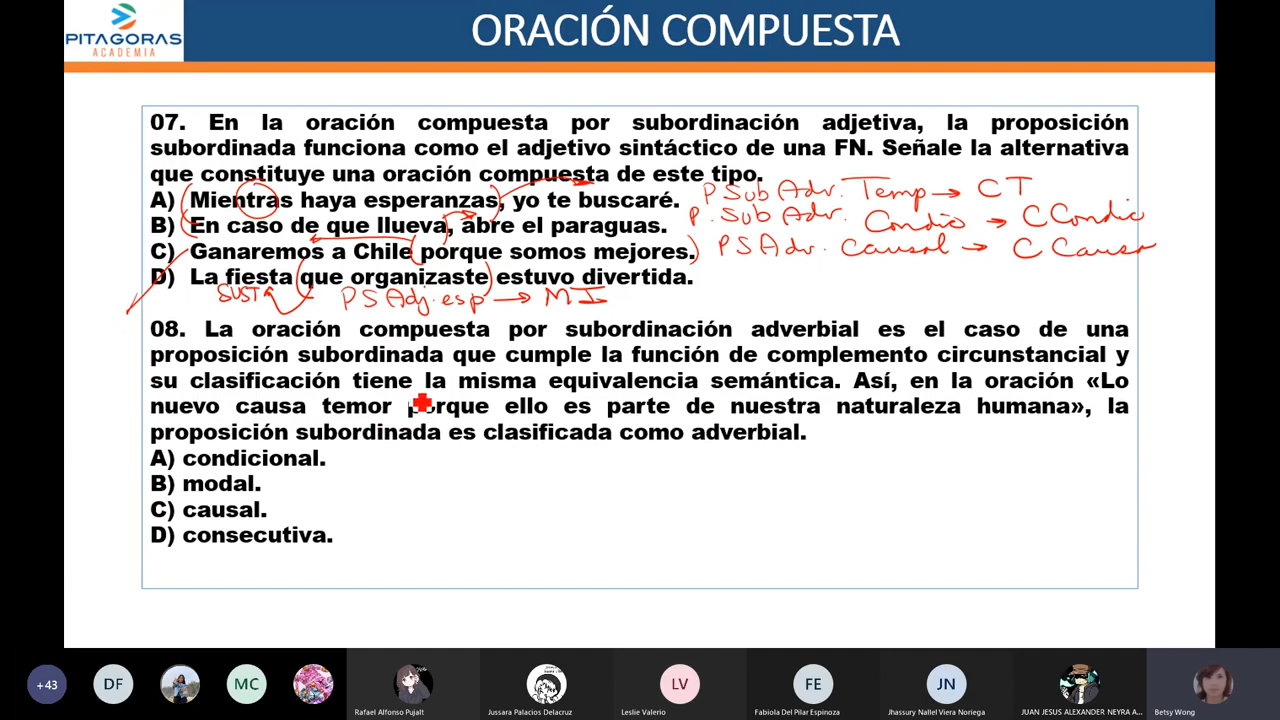 PITAGORAS
ACADEMIA
ORACIÓN COMPUESTA
07. En la oración compuesta por subordinación adjetiva, la proposición
subordinada funciona como el adjetivo sintáctico de una FN. Señale la alternativa
que constituye una oración compuesta de este tipo.
A) Mientras haya esperanzas, yo te buscaré. P Sub Adv. Temp → CT
B) En caso de que llueva, abre el paraguas. P. Sub Adv. Condic → C Condic
C) Ganaremos a Chile porque somos mejores. P S Adv. Causal → C Causa
D) La fiesta que organizaste estuvo divertida.
SUST P S Adj. esp → M I
08. La oración compuesta por subordinación adverbial es el caso de una
proposición subordinada que cumple la función de complemento circunstancial y
su clasificación tiene la misma equivalencia semántica. Así, en la oración «Lo
nuevo causa temor porque ello es parte de nuestra naturaleza humana», la
proposición subordinada es clasificada como adverbial.
A) condicional.
B) modal.
C) causal.
D) consecutiva.
+43 DF MC LV FE JN
Rafael Alfonso Pujalt Jussara Palacios Delacruz Leslie Valerio Fabiola Del Pilar Espinoza Jhassury Nallel Viera Noriega JUAN JESUS ALEXANDER NEYRA A... Betsy Wong